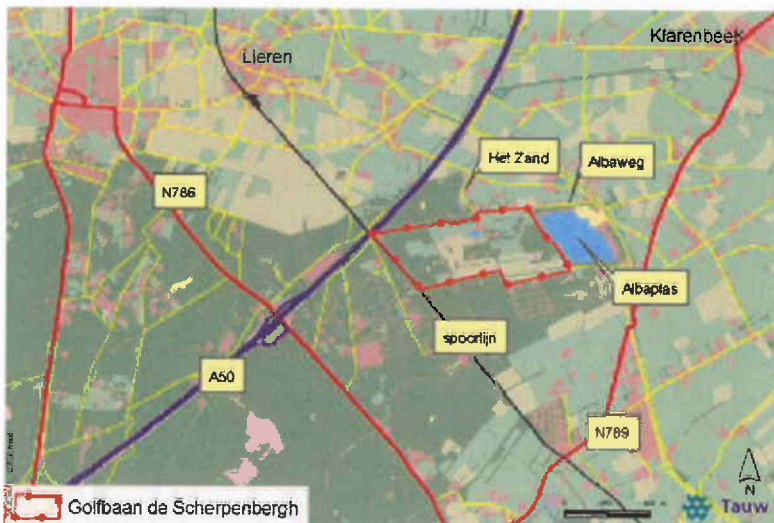 Lieren
Klarenbeek
Het Zand
Albaweg
N786
Albaplas
spoorlijn
A50
N789
Golfbaan de Scherpenbergh
N
Tauw